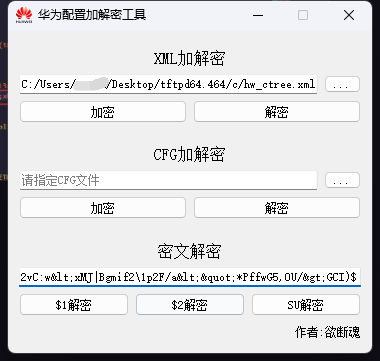 华为配置加解密工具
HUAWEI
XML加解密
C:/Users/ /Desktop/tftpd64.464/c/hw_ctree.xml
...
加密
解密
CFG加解密
请指定CFG文件
...
加密
解密
密文解密
2vC:w&lt;xMJ|Bgmif2\1p2F/a&lt;&quot;*PffwG5,0U/&gt;GCI)$
$1解密
$2解密
SU解密
作者:欲断魂